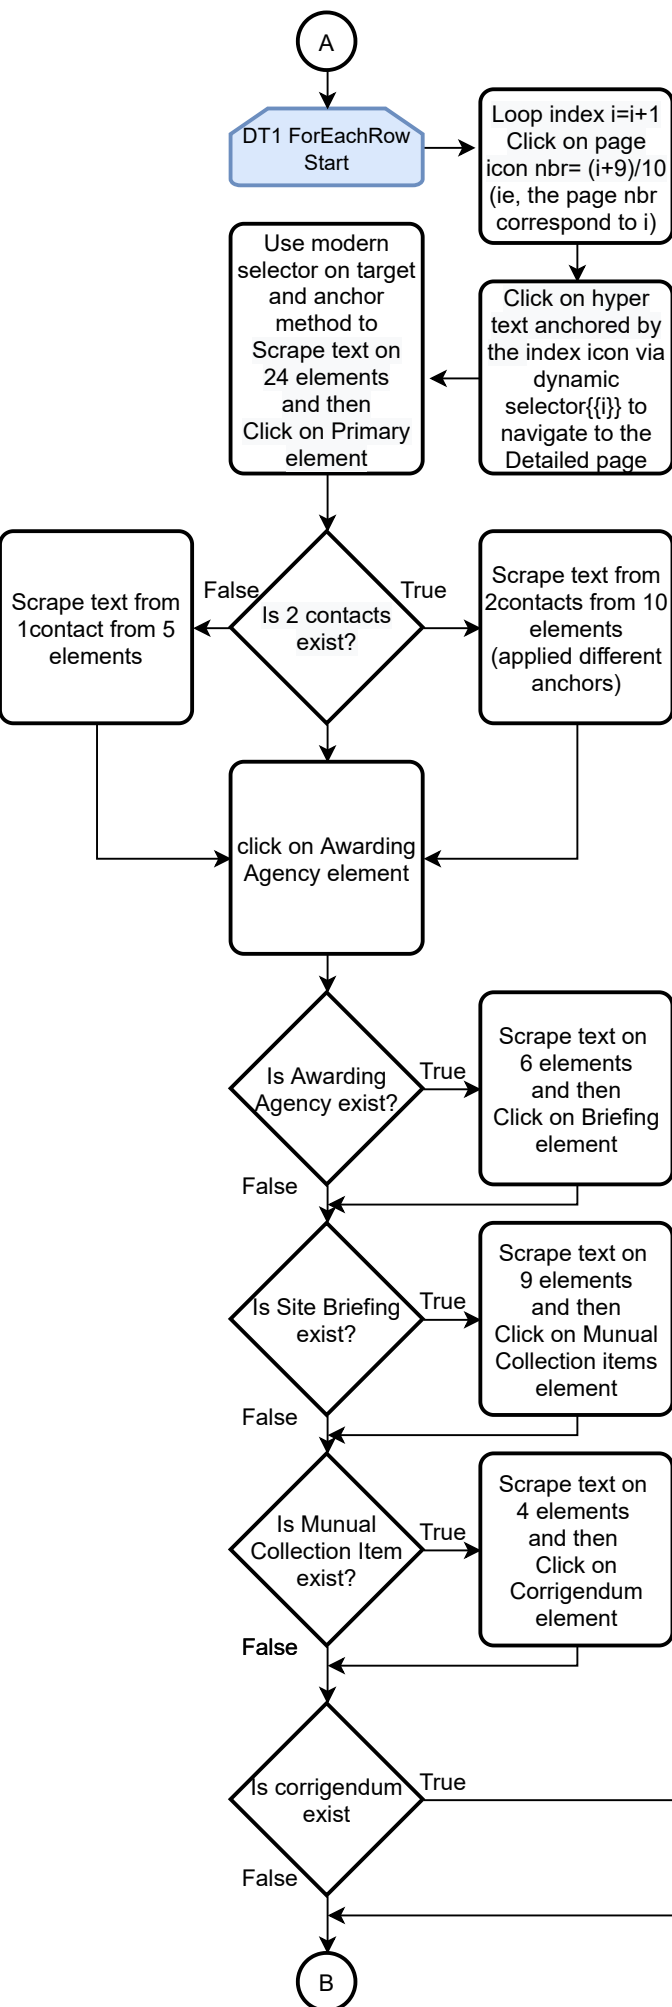 A
DT1 ForEachRow
Start
Loop index i=i+1
Click on page
icon nbr= (i+9)/10
(ie, the page nbr
correspond to i)
Click on hyper
text anchored by
the index icon via
dynamic
selector{{i}} to
navigate to the
Detailed page
Use modern
selector on target
and anchor
method to
Scrape text on
24 elements
and then
Click on Primary
element
Is 2 contacts
exist?
False
True
Scrape text from
1contact from 5
elements
Scrape text from
2contacts from 10
elements
(applied different
anchors)
click on Awarding
Agency element
Is Awarding
Agency exist?
True
Scrape text on
6 elements
and then
Click on Briefing
element
False
Is Site Briefing
exist?
True
Scrape text on
9 elements
and then
Click on Munual
Collection items
element
False
Is Munual
Collection Item
exist?
True
Scrape text on
4 elements
and then
Click on
Corrigendum
element
False
Is corrigendum
exist
True
False
B